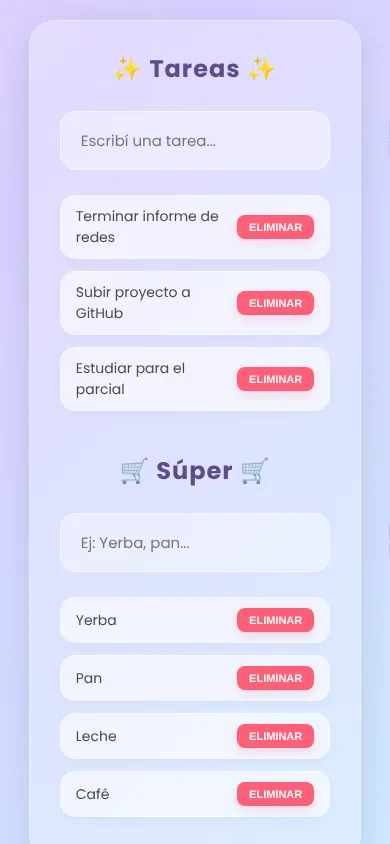 ✨ Tareas ✨
Escribí una tarea...
Terminar informe de
redes
ELIMINAR
Subir proyecto a
GitHub
ELIMINAR
Estudiar para el
parcial
ELIMINAR
🛒 Súper 🛒
Ej: Yerba, pan...
Yerba
ELIMINAR
Pan
ELIMINAR
Leche
ELIMINAR
Café
ELIMINAR